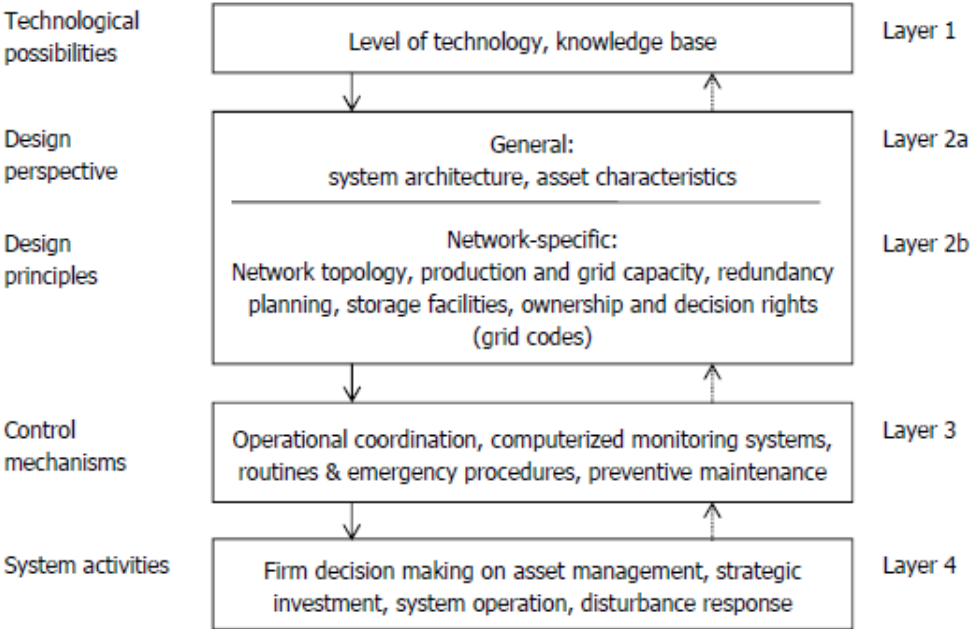 Technological
possibilities
Level of technology, knowledge base
Layer 1
Design
perspective
General:
system architecture, asset characteristics
Layer 2a
Design
principles
Network-specific:
Network topology, production and grid capacity, redundancy
planning, storage facilities, ownership and decision rights
(grid codes)
Layer 2b
Control
mechanisms
Operational coordination, computerized monitoring systems,
routines & emergency procedures, preventive maintenance
Layer 3
System activities
Firm decision making on asset management, strategic
investment, system operation, disturbance response
Layer 4